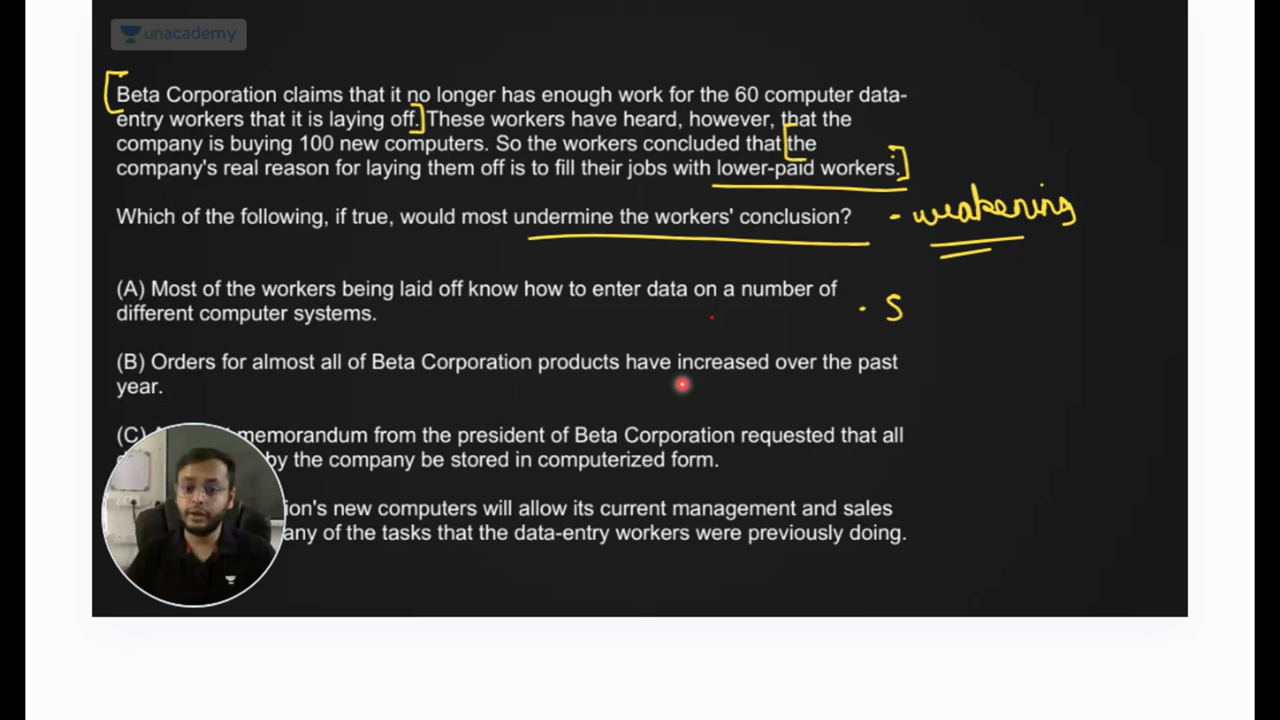 unacademy
Beta Corporation claims that it no longer has enough work for the 60 computer data-
entry workers that it is laying off. These workers have heard, however, that the
company is buying 100 new computers. So the workers concluded that the
company's real reason for laying them off is to fill their jobs with lower-paid workers.
Which of the following, if true, would most undermine the workers' conclusion?
- weakening
(A) Most of the workers being laid off know how to enter data on a number of
different computer systems.
· S
(B) Orders for almost all of Beta Corporation products have increased over the past
year.
(C) memorandum from the president of Beta Corporation requested that all
by the company be stored in computerized form.
new computers will allow its current management and sales
of the tasks that the data-entry workers were previously doing.